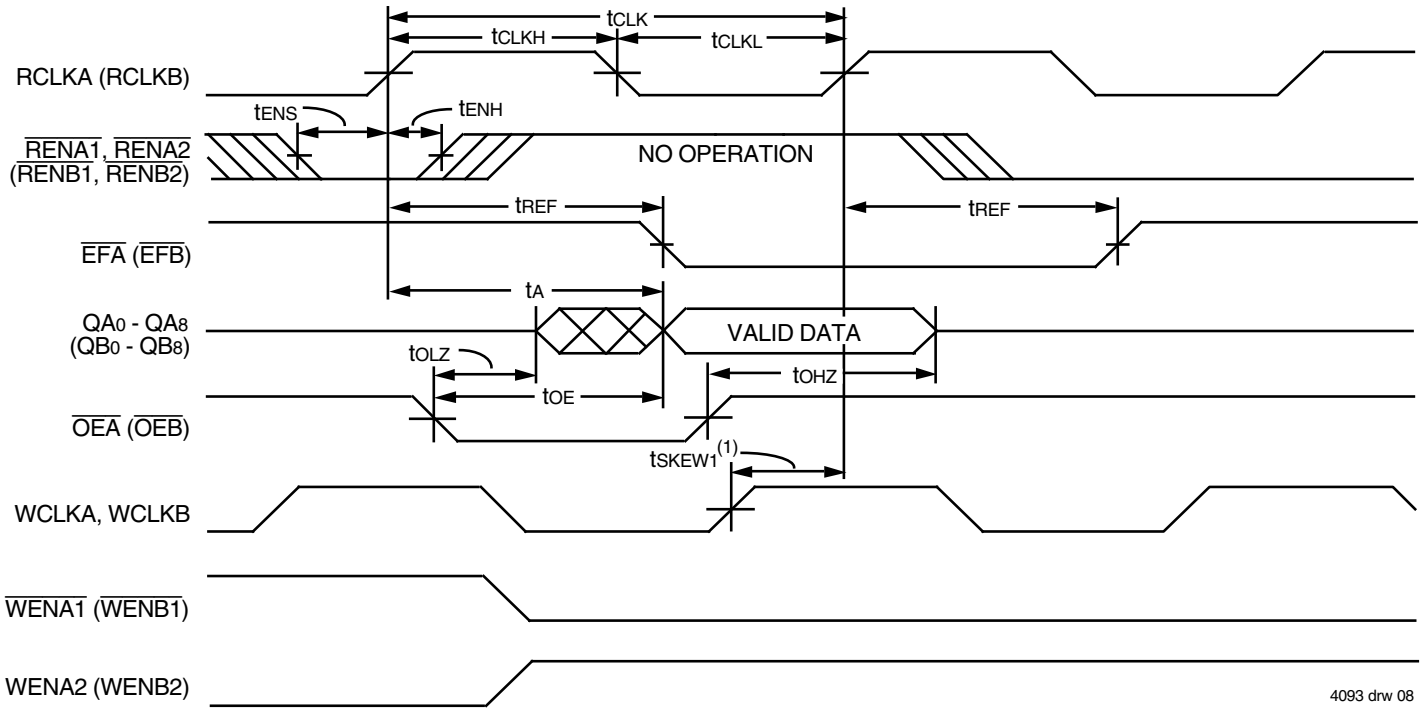 tCLK
tCLKH
tCLKL
RCLKA (RCLKB)
tENS
tENH
RENA1, RENA2
(RENB1, RENB2)
NO OPERATION
tREF
tREF
EFA (EFB)
tA
QA0 - QA8
(QB0 - QB8)
VALID DATA
tOLZ
tOHZ
tOE
OEA (OEB)
tSKEW1(1)
WCLKA, WCLKB
WENA1 (WENB1)
WENA2 (WENB2)
4093 drw 08